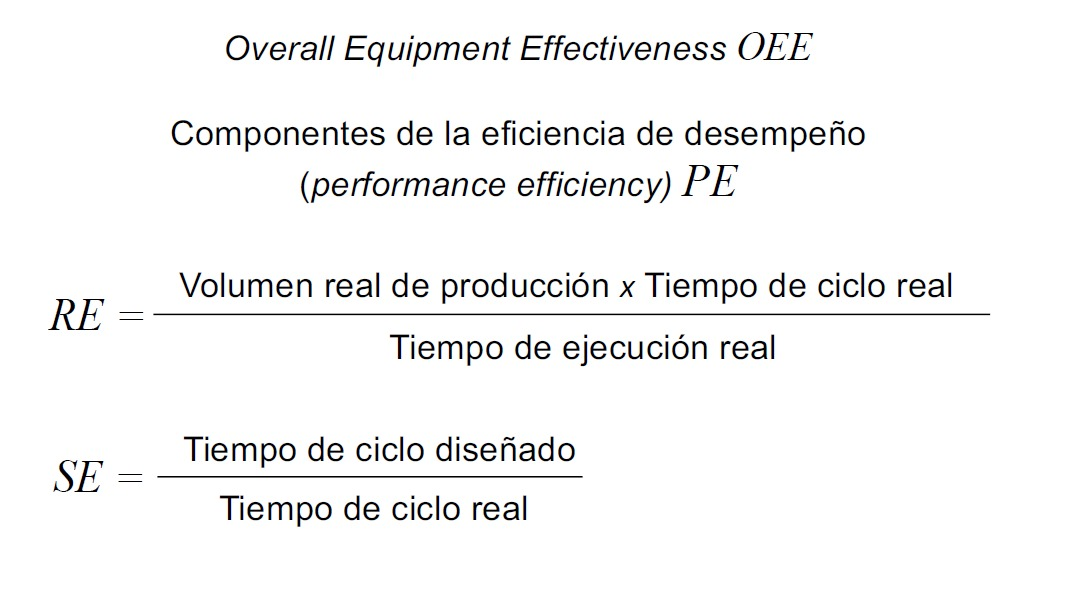 Overall Equipment Effectiveness OEE
Componentes de la eficiencia de desempeño
(performance efficiency) PE
RE = Volumen real de producción x Tiempo de ciclo real
Tiempo de ejecución real
SE = Tiempo de ciclo diseñado
Tiempo de ciclo real